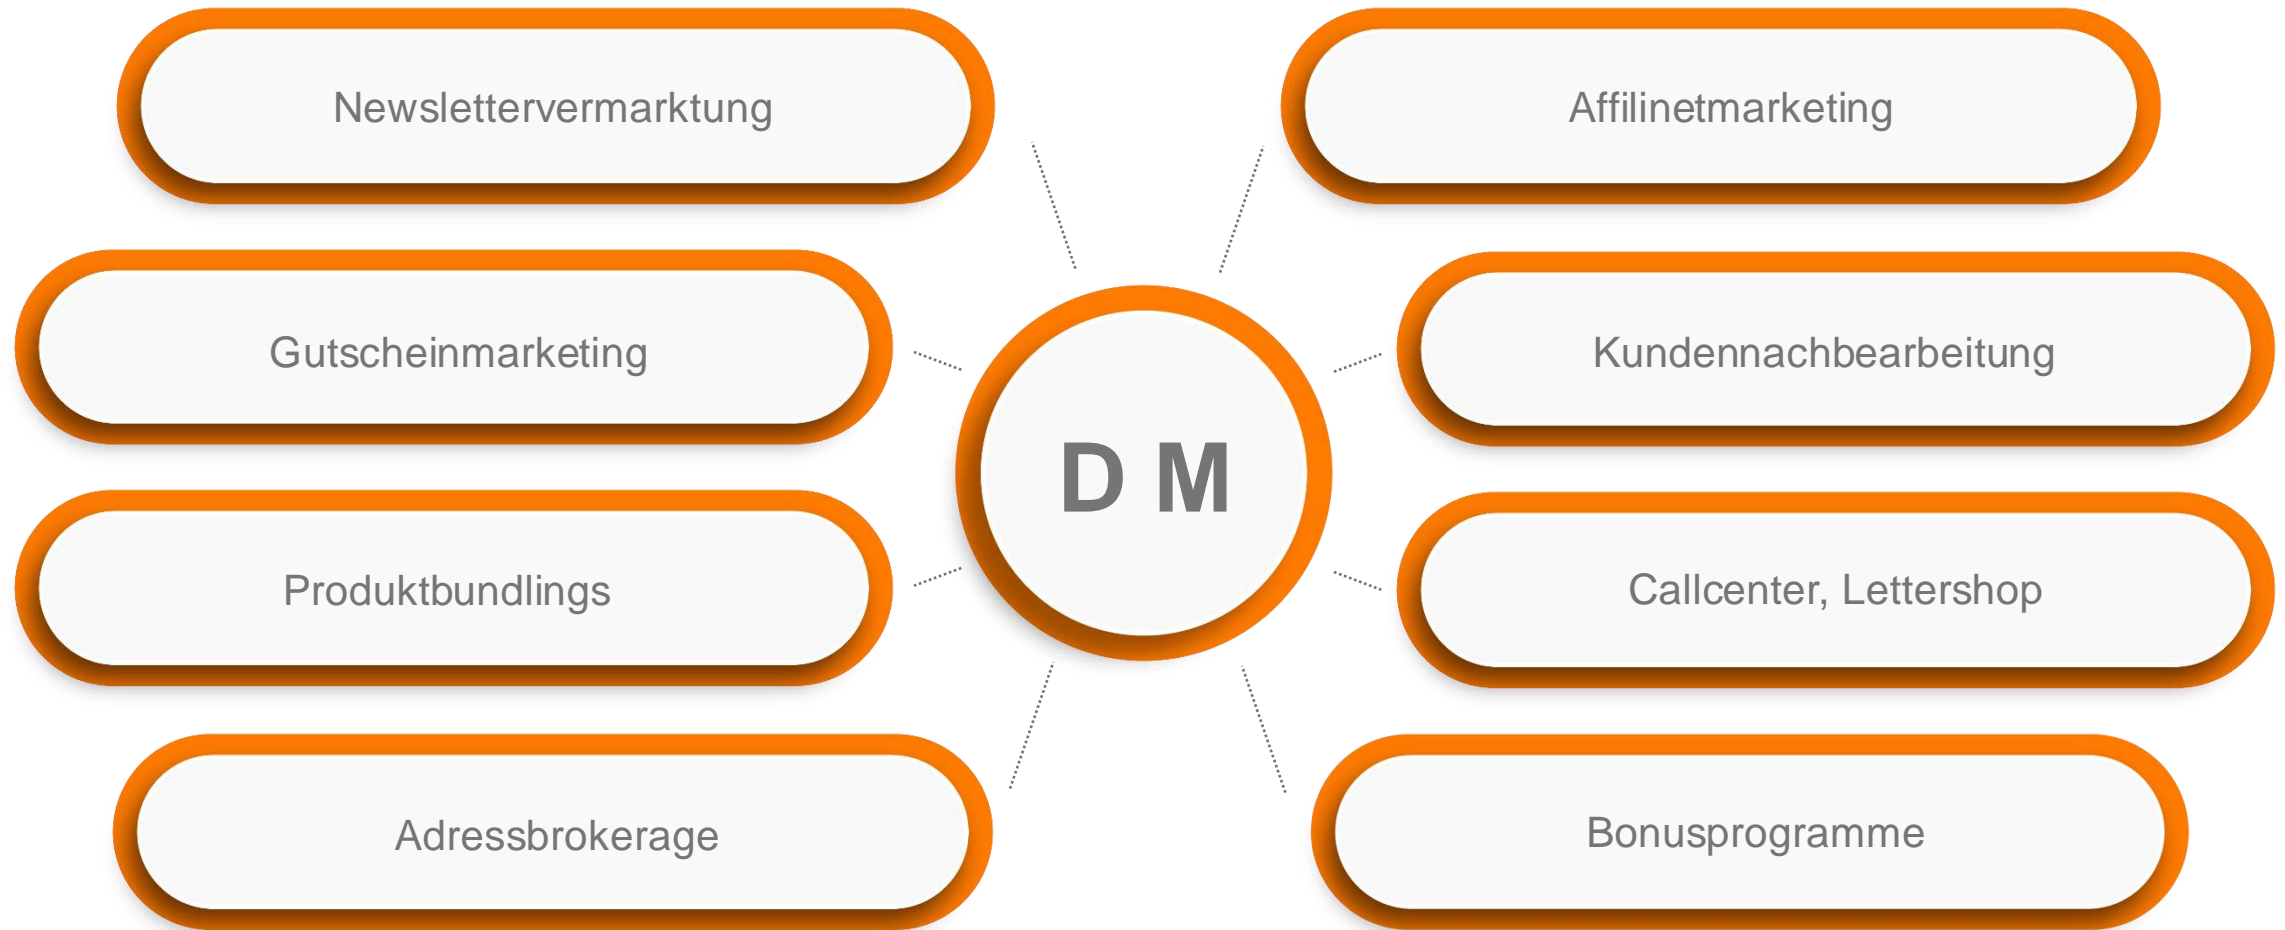 Newslettervermarktung
Affilinetmarketing
Gutscheinmarketing
Kundennachbearbeitung
D M
Produktbundlings
Callcenter, Lettershop
Adressbrokerage
Bonusprogramme